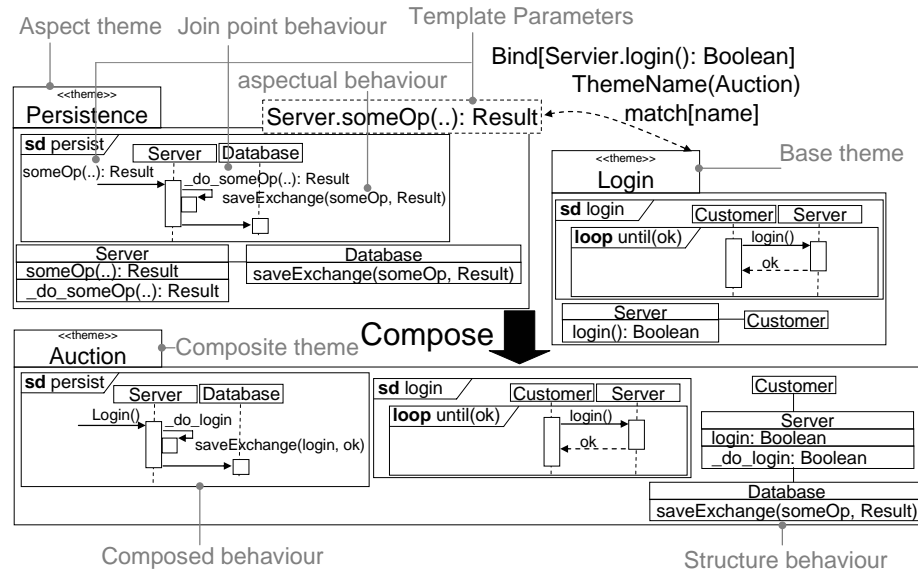 Aspect theme
Join point behaviour
Template Parameters
Bind[Servier.login(): Boolean]
ThemeName(Auction)
match[name]
aspectual behaviour
<<theme>>
Persistence
Server.someOp(..): Result
sd persist
Server
Database
someOp(..): Result
_do_someOp(..): Result
saveExchange(someOp, Result)
Server
someOp(..): Result
_do_someOp(..): Result
Database
saveExchange(someOp, Result)
Base theme
<<theme>>
Login
sd login
Customer
Server
loop until(ok)
login()
ok
Server
login(): Boolean
Customer
Compose
<<theme>>
Auction
Composite theme
sd persist
Server
Database
Login()
_do_login
saveExchange(login, ok)
sd login
Customer
Server
loop until(ok)
login()
ok
Customer
Server
login: Boolean
_do_login: Boolean
Database
saveExchange(someOp, Result)
Composed behaviour
Structure behaviour